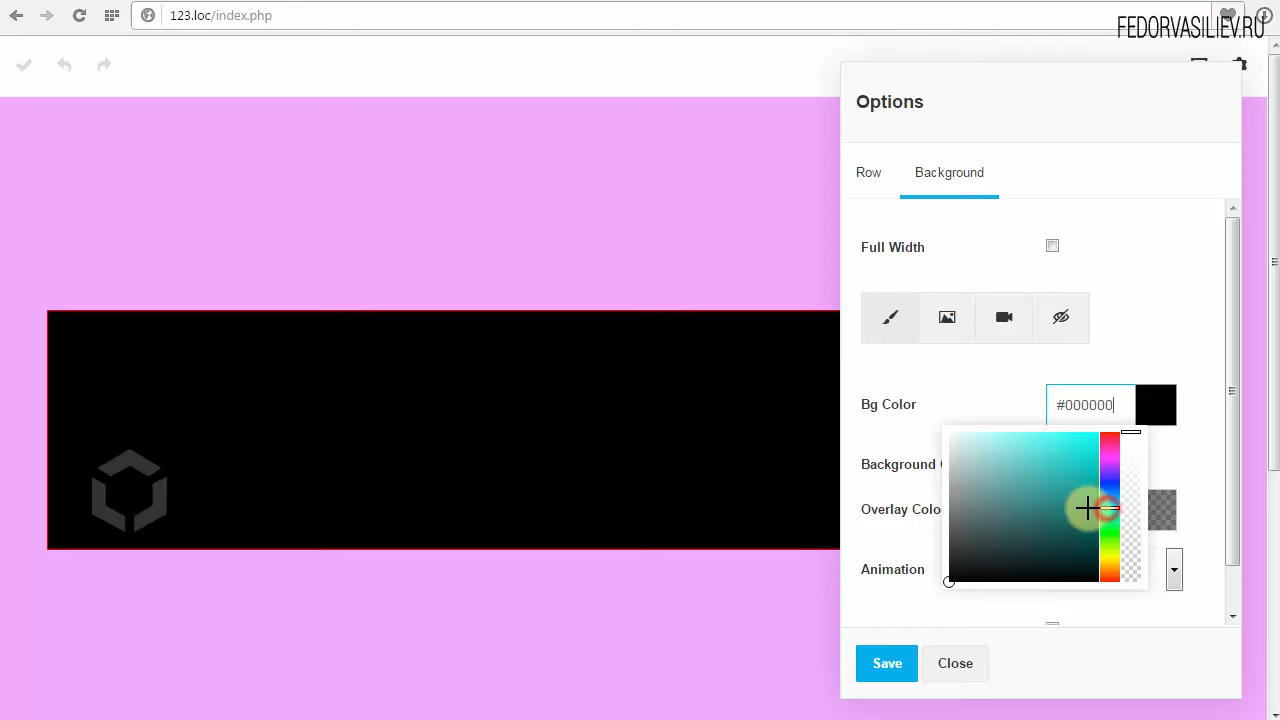 123.loc/index.php
FEDORVASILIEV.RU
Options
Row Background
Full Width
Bg Color #000000
Background
Overlay Colo
Animation
Save Close